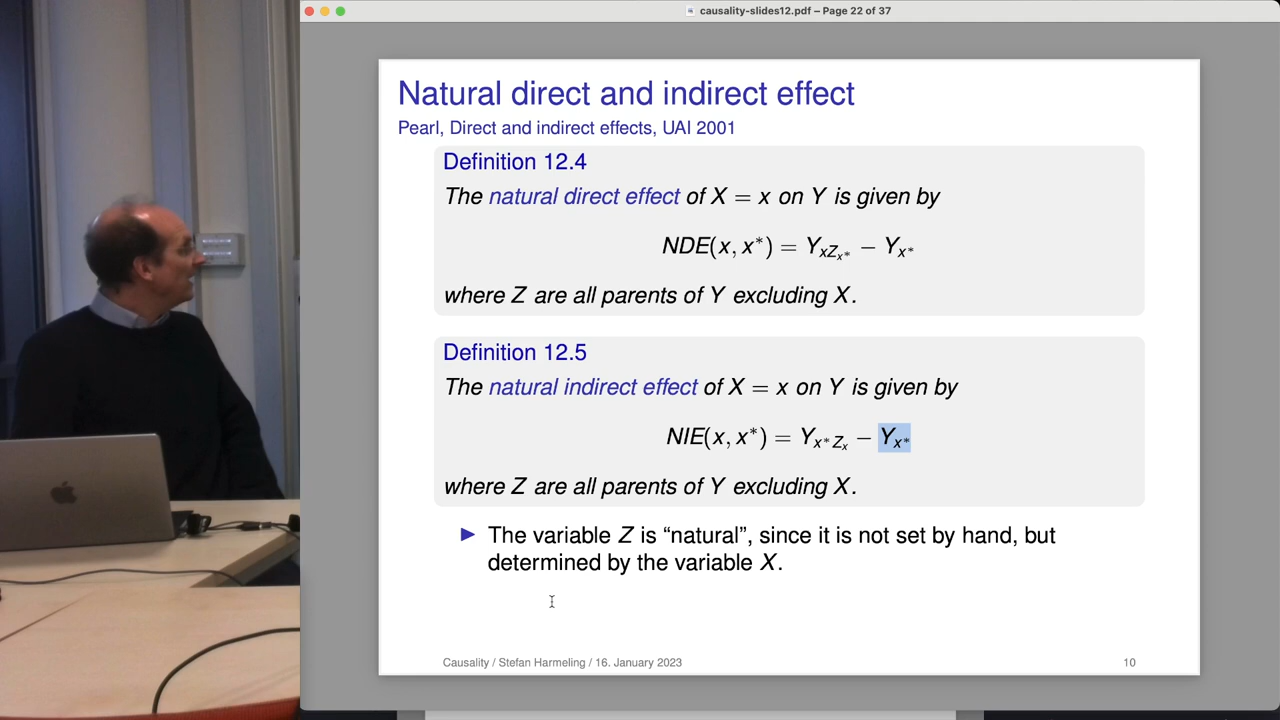 causality-slides12.pdf – Page 22 of 37
Natural direct and indirect effect
Pearl, Direct and indirect effects, UAI 2001
Definition 12.4
The natural direct effect of X = x on Y is given by
NDE(x, x*) = Y_{xZ_{x*}} − Y_{x*}
where Z are all parents of Y excluding X.
Definition 12.5
The natural indirect effect of X = x on Y is given by
NIE(x, x*) = Y_{x*Z_x} − Y_{x*}
where Z are all parents of Y excluding X.
► The variable Z is “natural”, since it is not set by hand, but
determined by the variable X.
Causality / Stefan Harmeling / 16. January 2023
10